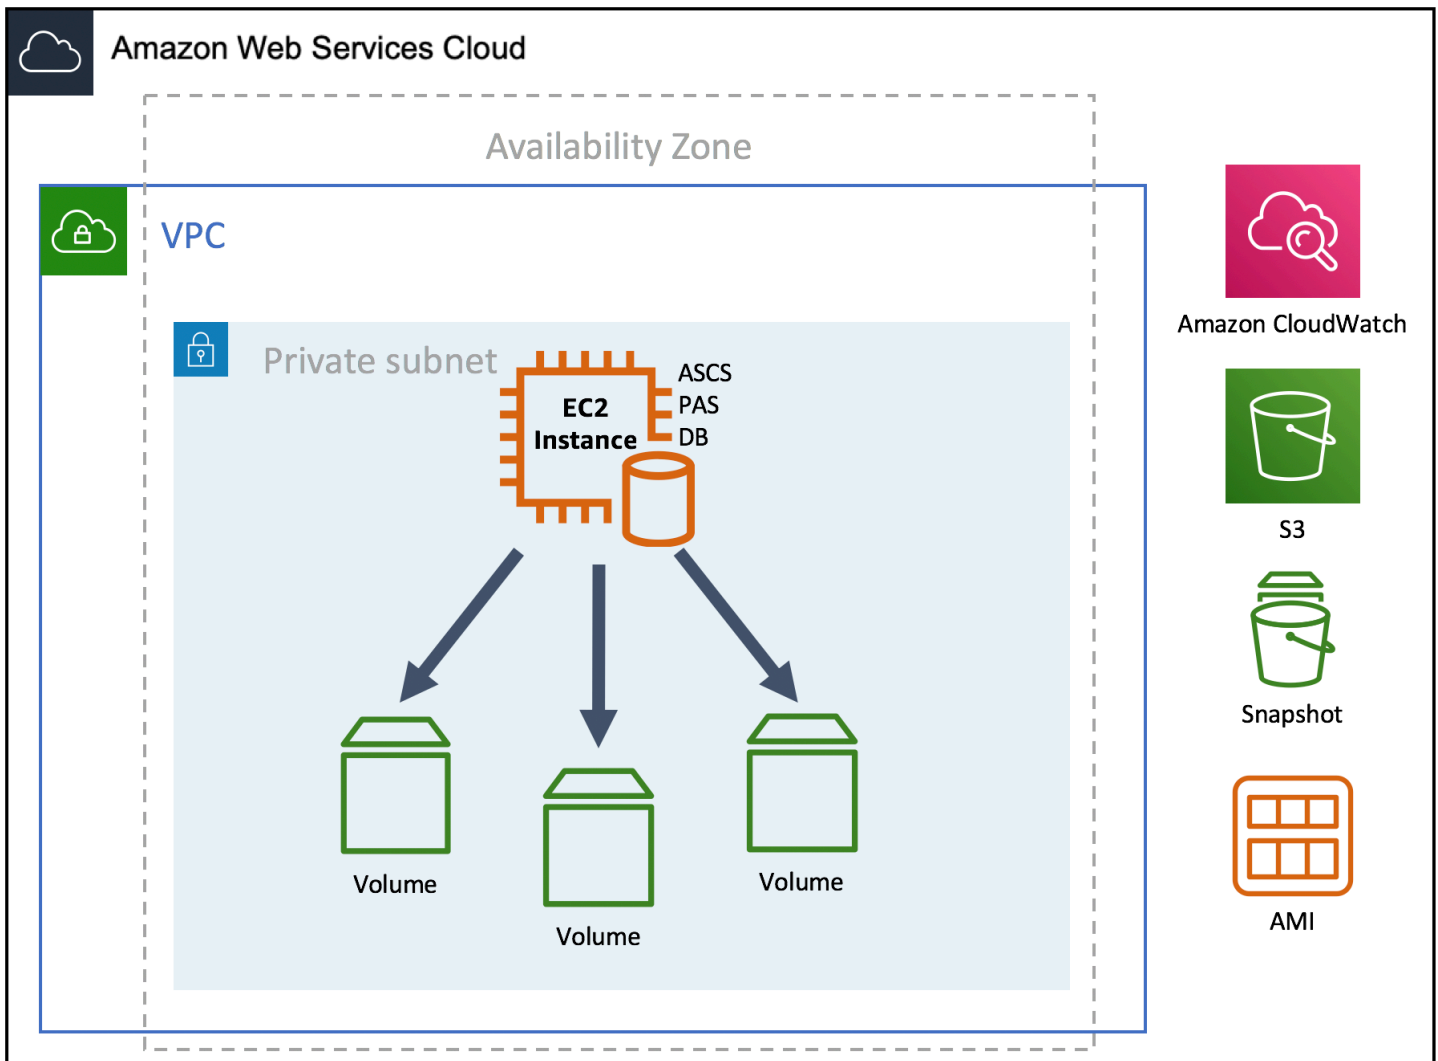 Amazon Web Services Cloud
Availability Zone
VPC
Private subnet
EC2
Instance
ASCS
PAS
DB
Volume
Volume
Volume
Amazon CloudWatch
S3
Snapshot
AMI